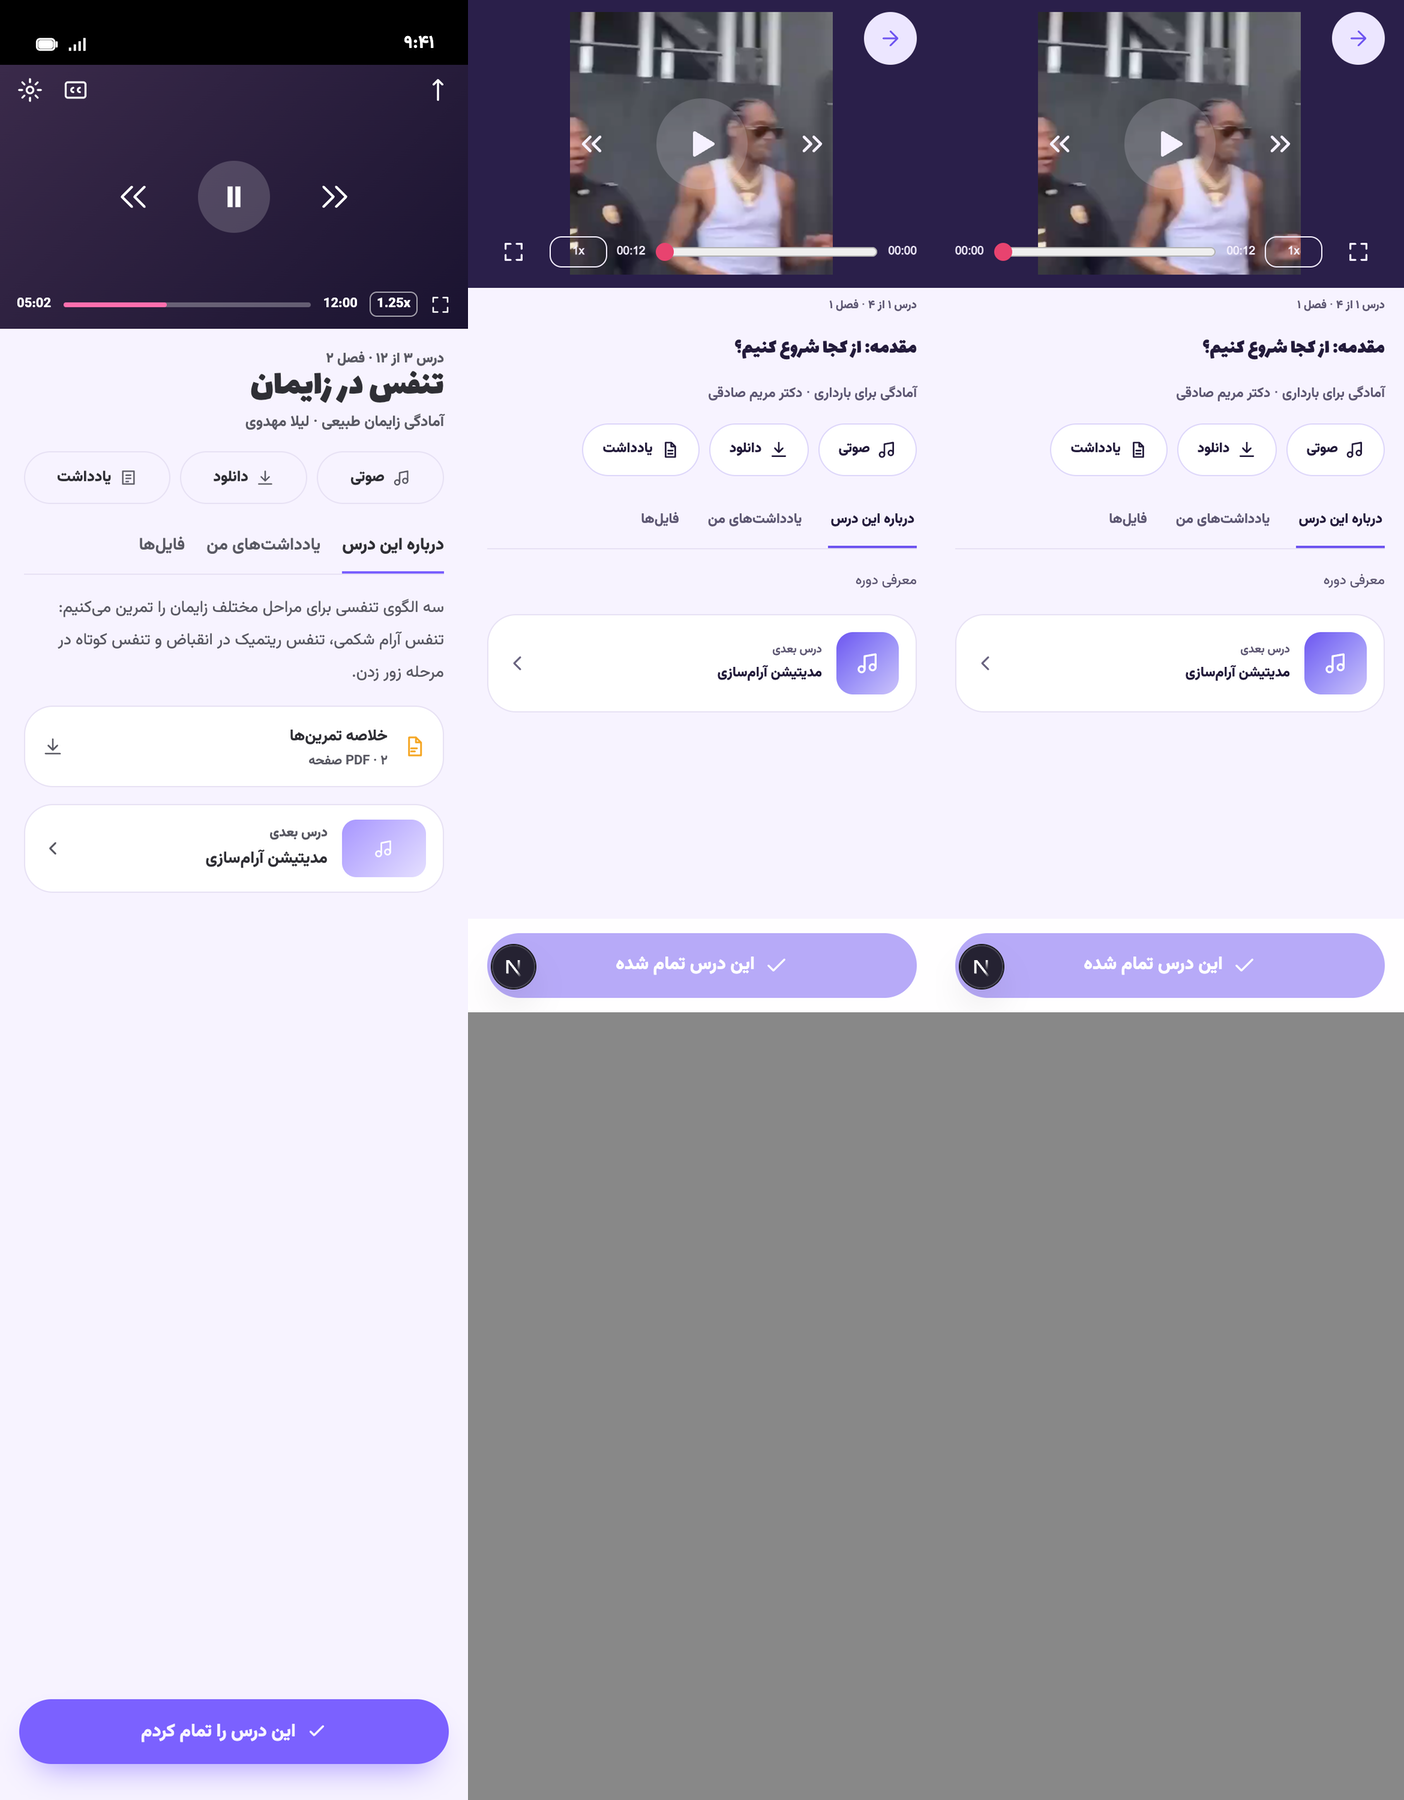 ۹:۴۱
CC
05:02
12:00
1.25x
درس ۳ از ۱۲ · فصل ۲
تنفس در زایمان
آمادگی زایمان طبیعی · لیلا مهدوی
صوتی
دانلود
یادداشت
درباره این درس
یادداشت‌های من
فایل‌ها
سه الگوی تنفسی برای مراحل مختلف زایمان را تمرین می‌کنیم:
تنفس آرام شکمی، تنفس ریتمیک در انقباض و تنفس کوتاه در
مرحله زور زدن.
خلاصه تمرین‌ها
PDF · ۲ صفحه
درس بعدی
مدیتیشن آرام‌سازی
این درس را تمام کردم
1x
00:12
00:00
درس ۱ از ۴ · فصل ۱
مقدمه: از کجا شروع کنیم؟
آمادگی برای بارداری · دکتر مریم صادقی
صوتی
دانلود
یادداشت
درباره این درس
یادداشت‌های من
فایل‌ها
معرفی دوره
درس بعدی
مدیتیشن آرام‌سازی
این درس تمام شده
N
00:00
00:12
1x
درس ۱ از ۴ · فصل ۱
مقدمه: از کجا شروع کنیم؟
آمادگی برای بارداری · دکتر مریم صادقی
صوتی
دانلود
یادداشت
درباره این درس
یادداشت‌های من
فایل‌ها
معرفی دوره
درس بعدی
مدیتیشن آرام‌سازی
این درس تمام شده
N